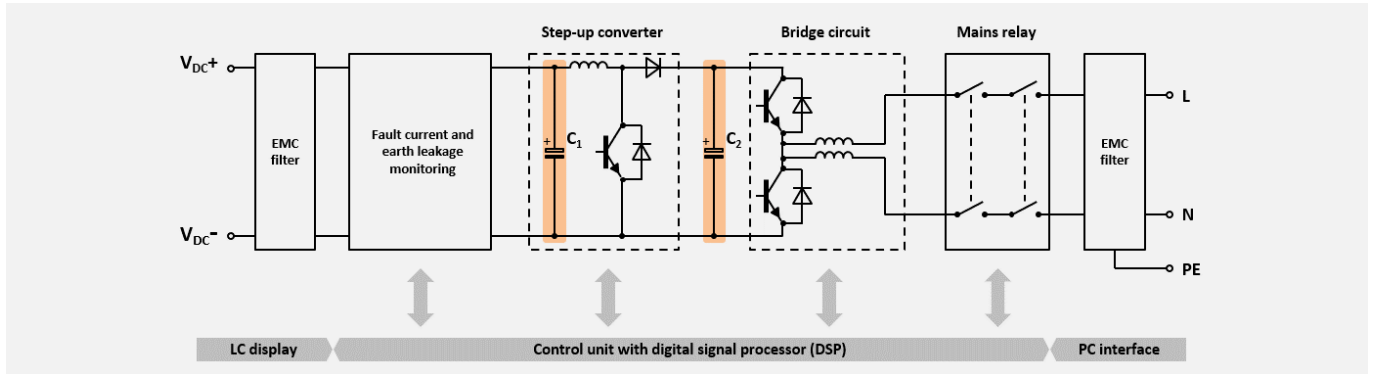 Step-up converter
Bridge circuit
Mains relay
VDC+
L
EMC
filter
Fault current and
earth leakage
monitoring
+
C1
+
C2
EMC
filter
VDC-
N
PE
LC display
Control unit with digital signal processor (DSP)
PC interface